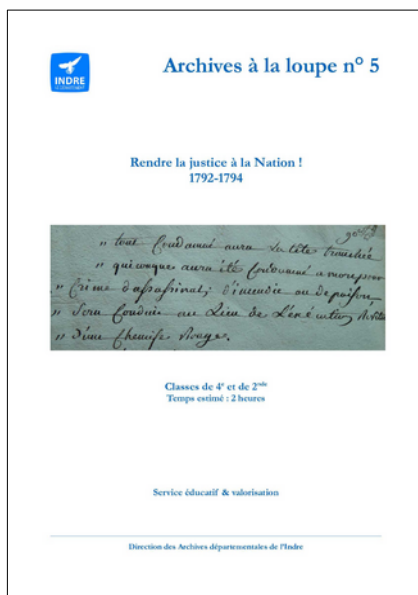 INDRE
LE DÉPARTEMENT
Archives à la loupe n° 5
Rendre la justice à la Nation !
1792-1794
" tout Condamné aura La tête tranchée
" quiconque aura été Condamné a mort pour
" Crime d'assassinat, d'incendie ou de poison,
" Sera Conduit au Lieu de L'exécution Revêtu
" D'une Chemise Rouge.
Classes de 4e et de 2nde
Temps estimé : 2 heures
Service éducatif & valorisation
Direction des Archives départementales de l'Indre